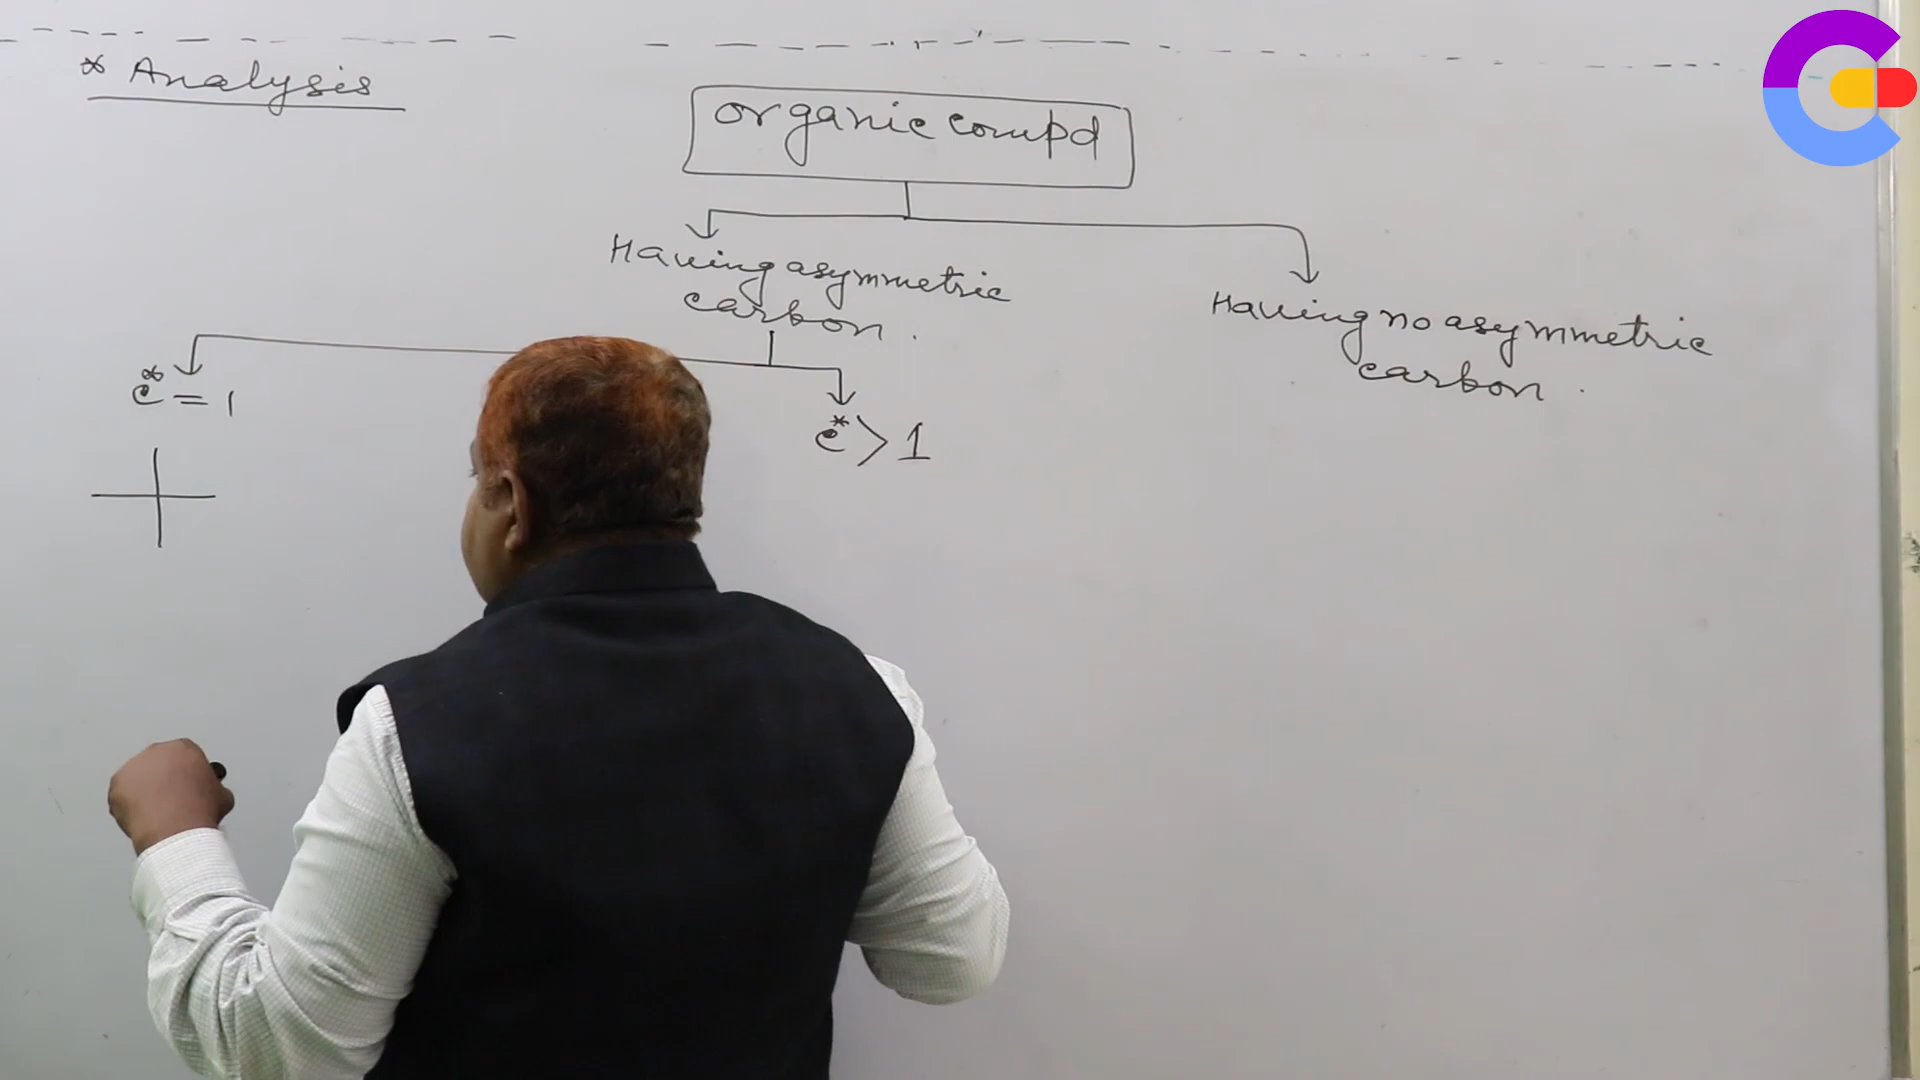 * Analysis
organic compd
Having asymmetric
carbon.
Having no asymmetric
carbon.
C* = 1
C* > 1